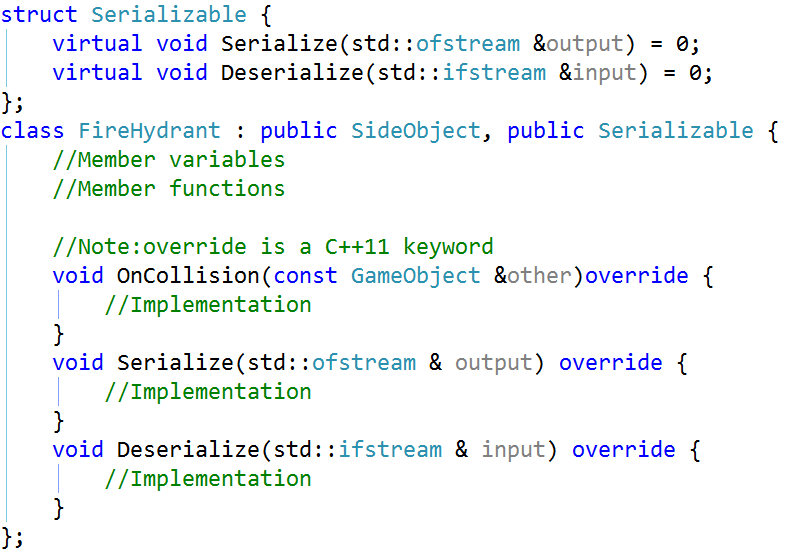 struct Serializable {
    virtual void Serialize(std::ofstream &output) = 0;
    virtual void Deserialize(std::ifstream &input) = 0;
};
class FireHydrant : public SideObject, public Serializable {
    //Member variables
    //Member functions

    //Note:override is a C++11 keyword
    void OnCollision(const GameObject &other)override {
        //Implementation
    }
    void Serialize(std::ofstream & output) override {
        //Implementation
    }
    void Deserialize(std::ifstream & input) override {
        //Implementation
    }
};